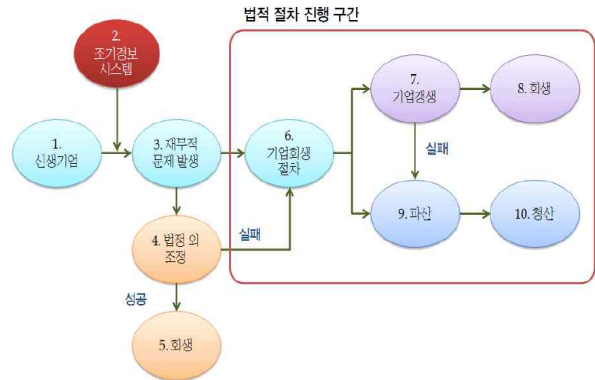 법적 절차 진행 구간
2.
조기경보
시스템
1.
신생기업
3. 재무적
문제 발생
6.
기업회생
절차
7.
기업갱생
8. 회생
실패
9. 파산
10. 청산
4. 법정 외
조정
실패
성공
5. 회생